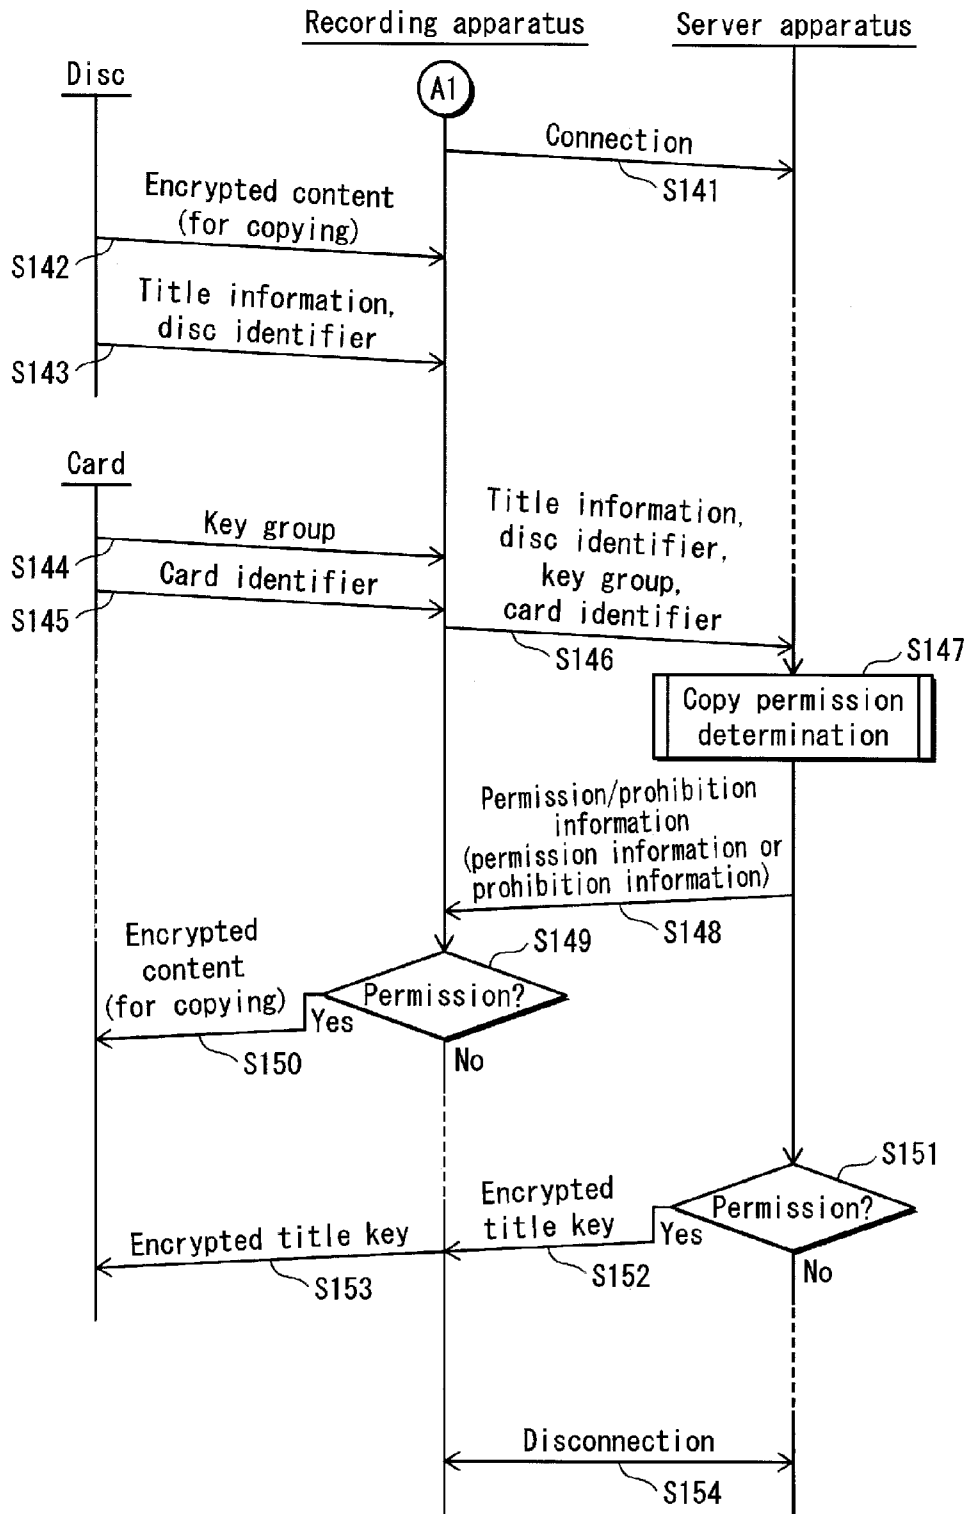 Recording apparatus
Server apparatus
Disc
A1
Connection
S141
Encrypted content
(for copying)
S142
Title information,
disc identifier
S143
Card
Key group
S144
Card identifier
S145
Title information,
disc identifier,
key group,
card identifier
S146
S147
Copy permission
determination
Permission/prohibition
information
(permission information or
prohibition information)
S148
S149
Permission?
Yes
No
Encrypted
content
(for copying)
S150
S151
Permission?
Yes
No
Encrypted
title key
S152
Encrypted title key
S153
Disconnection
S154